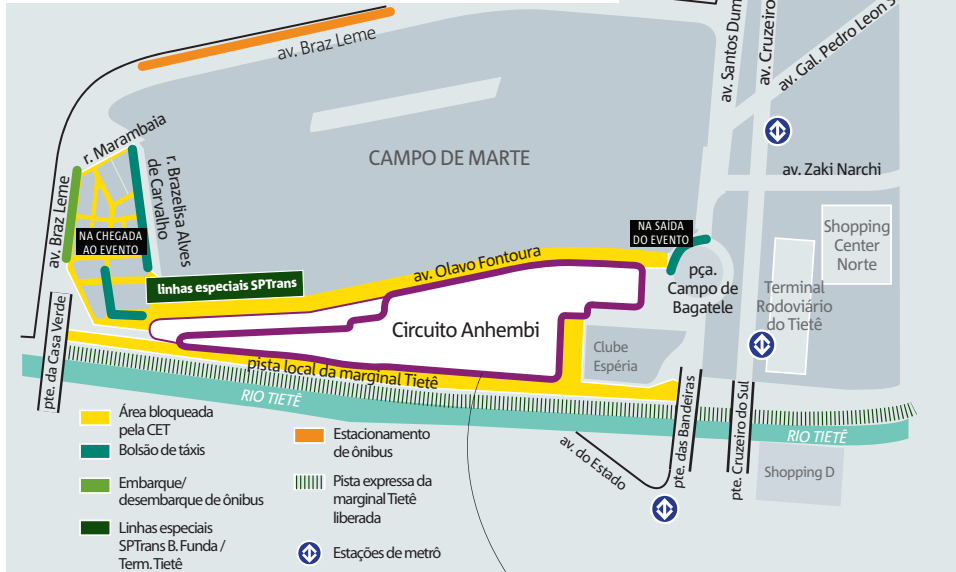 av. Braz Leme
av. Santos Dum
av. Cruzeiro
av. Gal. Pedro Leon S
r. Marambaia
r. Brazelisa Alves
de Carvalho
CAMPO DE MARTE
av. Zaki Narchi
av. Braz Leme
NA CHEGADA
AO EVENTO
NA SAÍDA
DO EVENTO
Shopping
Center
Norte
av. Olavo Fontoura
linhas especiais SPTrans
pça.
Campo de
Bagatele
Terminal
Rodoviário
do Tietê
pte. da Casa Verde
Circuito Anhembi
Clube
Espéria
pista local da marginal Tietê
RIO TIETÊ
pte. das Bandeiras
pte. Cruzeiro do Sul
RIO TIETÊ
av. do Estado
Shopping D
Área bloqueada
pela CET
Bolsão de táxis
Embarque/
desembarque de ônibus
Linhas especiais
SPTrans B. Funda /
Term. Tietê
Estacionamento
de ônibus
Pista expressa da
marginal Tietê
liberada
Estações de metrô